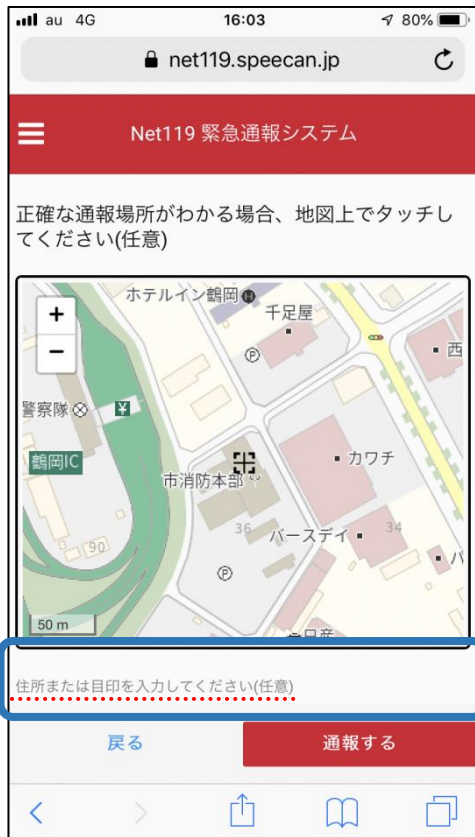 au 4G 16:03 80%
net119.speecan.jp
Net119 緊急通報システム
正確な通報場所がわかる場合、地図上でタッチし
てください(任意)
+
−
ホテルイン鶴岡 H
千足屋
P
西
警察隊
¥
鶴岡IC
カワチ
市消防本部
36
バースデイ
34
90
P
バ
50 m
日産
住所または目印を入力してください(任意)
戻る
通報する